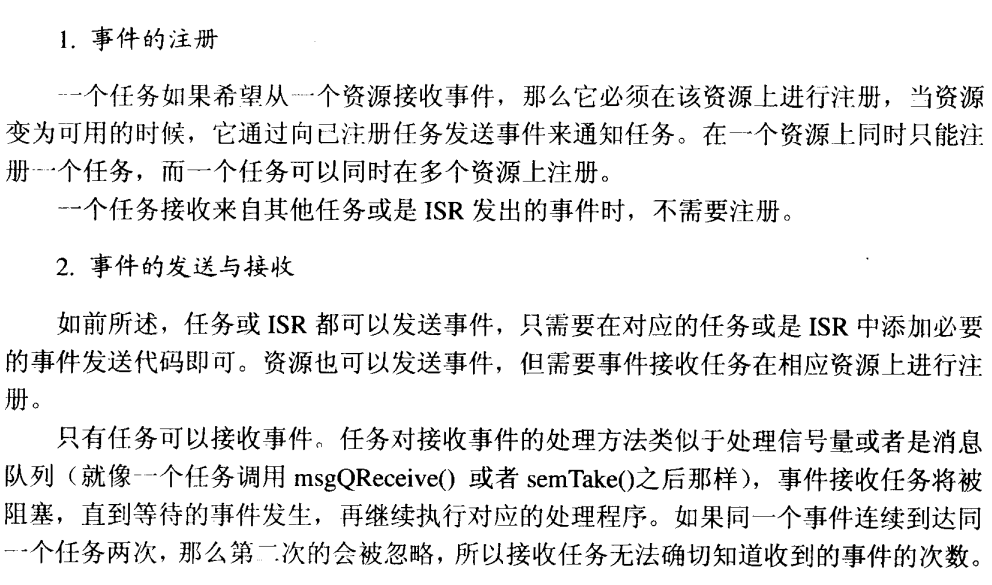 1. 事件的注册
一个任务如果希望从一个资源接收事件，那么它必须在该资源上进行注册，当资源
变为可用的时候，它通过向已注册任务发送事件来通知任务。在一个资源上同时只能注
册一个任务，而一个任务可以同时在多个资源上注册。
一个任务接收来自其他任务或是 ISR 发出的事件时，不需要注册。
2. 事件的发送与接收
如前所述，任务或 ISR 都可以发送事件，只需要在对应的任务或是 ISR 中添加必要
的事件发送代码即可。资源也可以发送事件，但需要事件接收任务在相应资源上进行注
册。
只有任务可以接收事件。任务对接收事件的处理方法类似于处理信号量或者是消息
队列（就像一个任务调用 msgQReceive() 或者 semTake()之后那样），事件接收任务将被
阻塞，直到等待的事件发生，再继续执行对应的处理程序。如果同一个事件连续到达同
一个任务两次，那么第二次的会被忽略，所以接收任务无法确切知道收到的事件的次数。